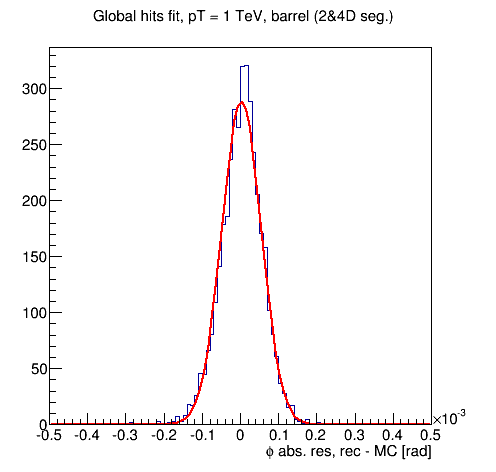 Global hits fit, pT = 1 TeV, barrel (2&4D seg.)
300
250
200
150
100
50
0
-0.5 -0.4 -0.3 -0.2 -0.1 0 0.1 0.2 0.3 0.4 0.5
×10⁻³
ϕ abs. res, rec - MC [rad]